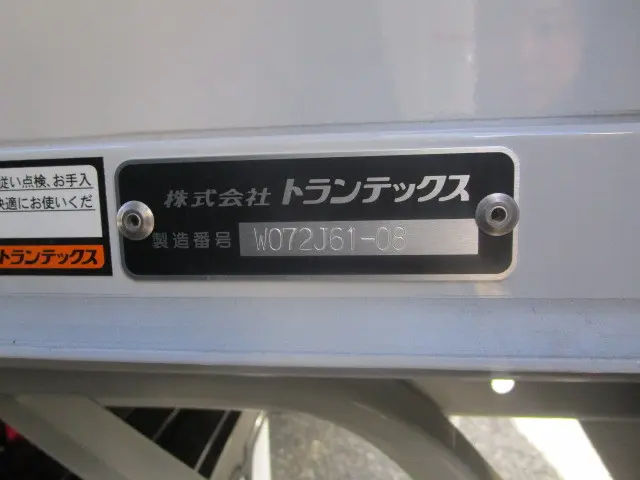 従い点検、お手入
快適にお使いくだ
トランテックス
株式会社 トランテックス
製造番号 W072J61-08